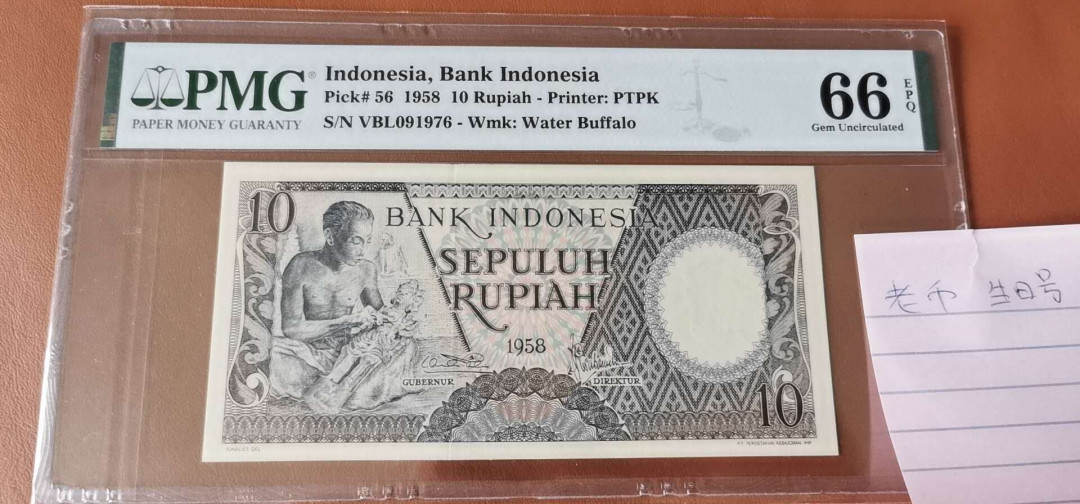 PMG
PAPER MONEY GUARANTY
Indonesia, Bank Indonesia
Pick# 56 1958 10 Rupiah - Printer: PTPK
S/N VBL091976 - Wmk: Water Buffalo
66
EPQ
Gem Uncirculated
10
BANK INDONESIA
SEPULUH
RUPIAH
1958
GUBERNUR
DIREKTUR
10
老币 生日号